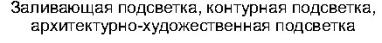 Заливающая подсветка, контурная подсветка,
архитектурно-художественная подсветка